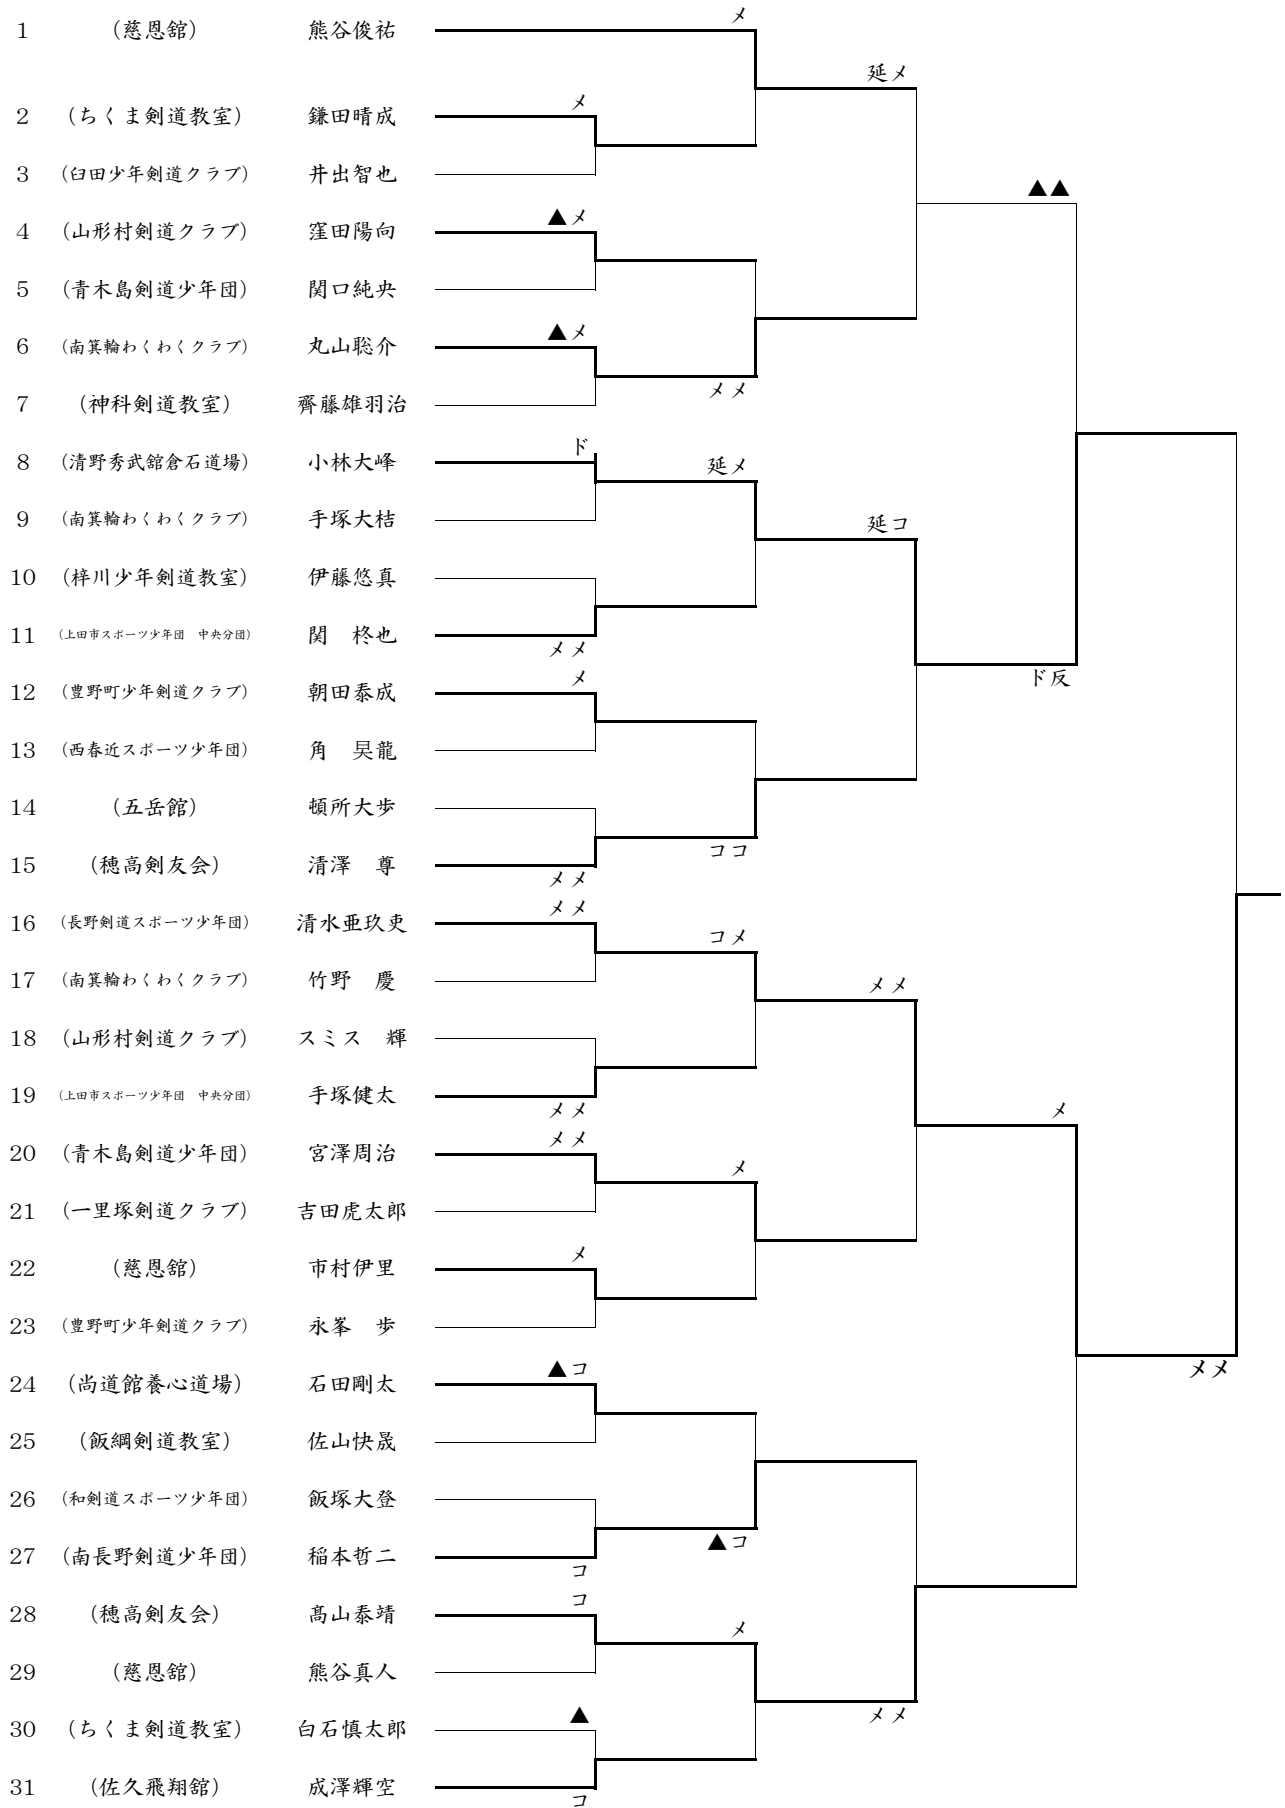 メ
1 (慈恩舘) 熊谷俊祐
延メ
メ
2 (ちくま剣道教室) 鎌田晴成
3 (臼田少年剣道クラブ) 井出智也
▲▲
▲メ
4 (山形村剣道クラブ) 窪田陽向
5 (青木島剣道少年団) 関口純央
▲メ
6 (南箕輪わくわくクラブ) 丸山聡介
メメ
7 (神科剣道教室) 齊藤雄羽治
ド
8 (清野秀武舘倉石道場) 小林大峰
延メ
9 (南箕輪わくわくクラブ) 手塚大桔
延コ
10 (梓川少年剣道教室) 伊藤悠真
11 (上田市スポーツ少年団 中央分団) 関 柊也
メメ
メ
ド反
12 (豊野町少年剣道クラブ) 朝田泰成
13 (西春近スポーツ少年団) 角 昊龍
14 (五岳館) 頓所大歩
ココ
15 (穂高剣友会) 清澤 尊
メメ
メメ
16 (長野剣道スポーツ少年団) 清水亜玖吏
コメ
17 (南箕輪わくわくクラブ) 竹野 慶
メメ
18 (山形村剣道クラブ) スミス 輝
19 (上田市スポーツ少年団 中央分団) 手塚健太
メメ
メ
メメ
20 (青木島剣道少年団) 宮澤周治
メ
21 (一里塚剣道クラブ) 吉田虎太郎
メ
22 (慈恩舘) 市村伊里
23 (豊野町少年剣道クラブ) 永峯 歩
メメ
▲コ
24 (尚道館養心道場) 石田剛太
25 (飯綱剣道教室) 佐山快晟
26 (和剣道スポーツ少年団) 飯塚大登
▲コ
27 (南長野剣道少年団) 稲本哲二
コ
コ
28 (穂高剣友会) 髙山泰靖
メ
29 (慈恩舘) 熊谷真人
メメ
▲
30 (ちくま剣道教室) 白石慎太郎
31 (佐久飛翔舘) 成澤輝空
コ